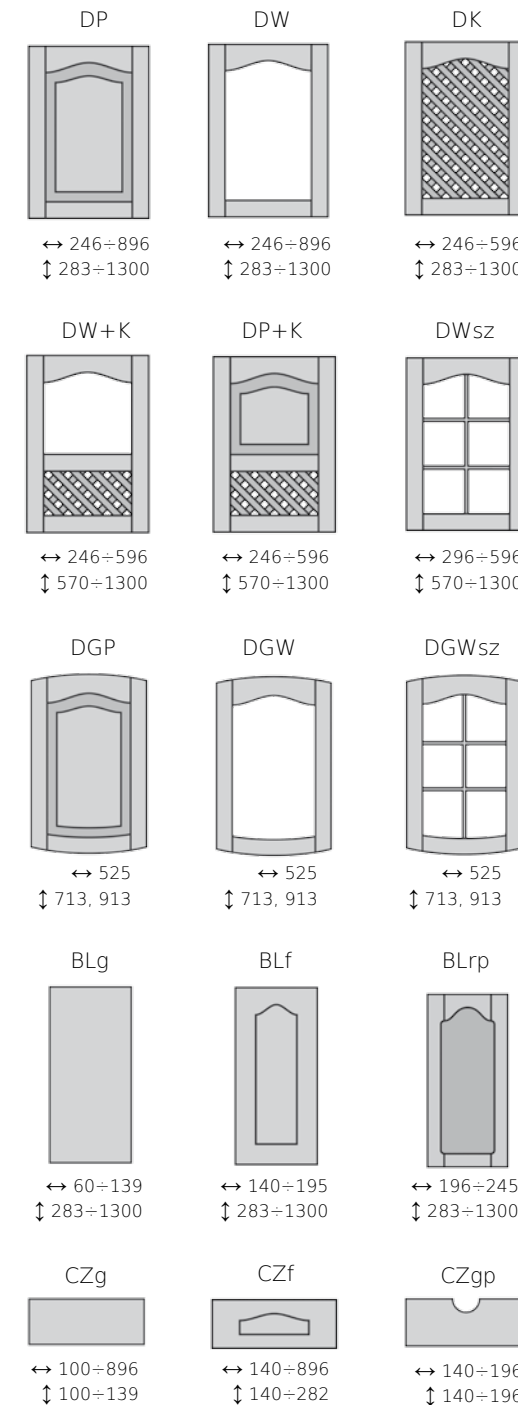 DP DW DK
↔ 246÷896 ↔ 246÷896 ↔ 246÷596
↕ 283÷1300 ↕ 283÷1300 ↕ 283÷1300
DW+K DP+K DWsz
↔ 246÷596 ↔ 246÷596 ↔ 296÷596
↕ 570÷1300 ↕ 570÷1300 ↕ 570÷1300
DGP DGW DGWsz
↔ 525 ↔ 525 ↔ 525
↕ 713, 913 ↕ 713, 913 ↕ 713, 913
BLg BLf BLrp
↔ 60÷139 ↔ 140÷195 ↔ 196÷245
↕ 283÷1300 ↕ 283÷1300 ↕ 283÷1300
CZg CZf CZgp
↔ 100÷896 ↔ 140÷896 ↔ 140÷196
↕ 100÷139 ↕ 140÷282 ↕ 140÷196